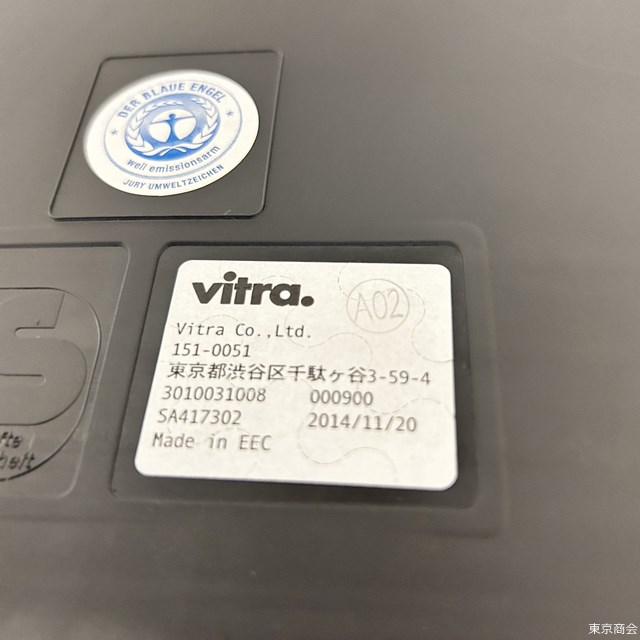 DER BLAUE ENGEL
weil emissionsarm
JURY UMWELTZEICHEN
S
vitra.
A02
Vitra Co.,Ltd.
151-0051
東京都渋谷区千駄ヶ谷3-59-4
3010031008 000900
SA417302 2014/11/20
Made in EEC
東京商会